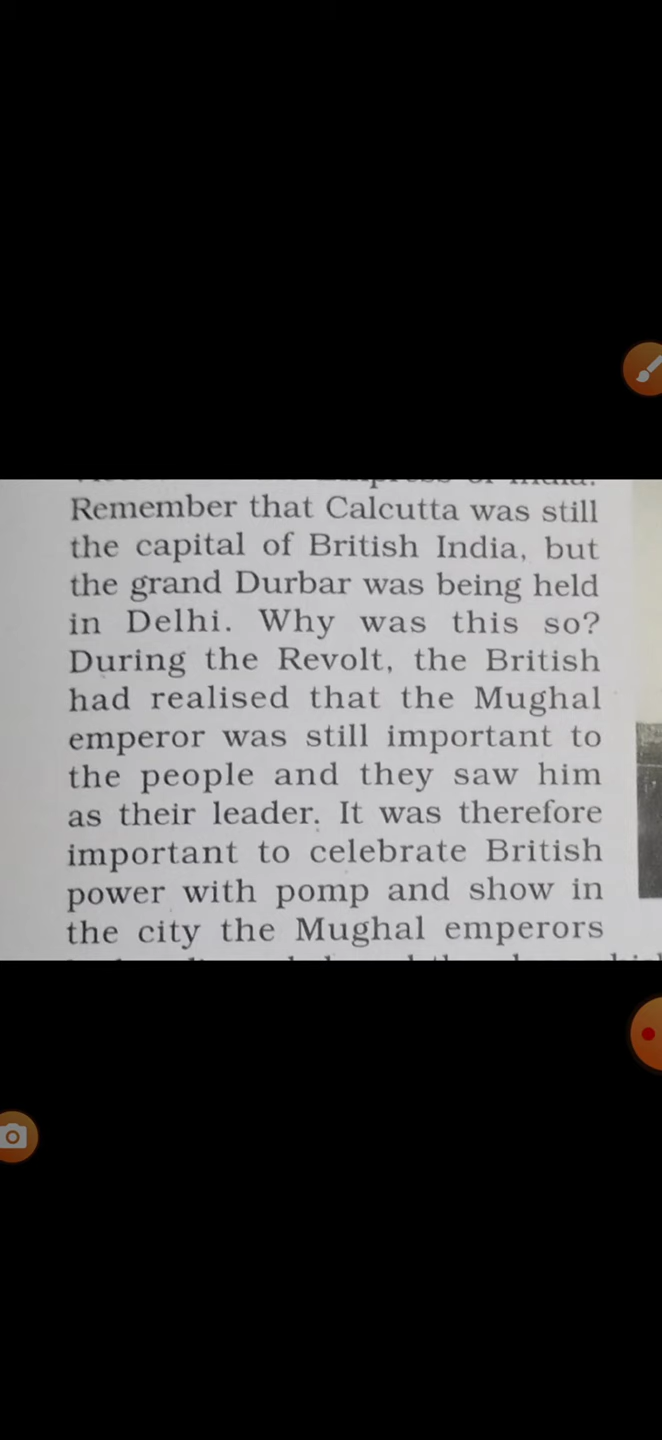 Remember that Calcutta was still
the capital of British India, but
the grand Durbar was being held
in Delhi. Why was this so?
During the Revolt, the British
had realised that the Mughal
emperor was still important to
the people and they saw him
as their leader. It was therefore
important to celebrate British
power with pomp and show in
the city the Mughal emperors